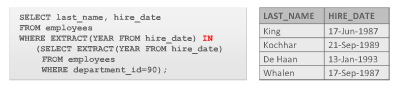 SELECT last_name, hire_date
FROM employees
WHERE EXTRACT(YEAR FROM hire_date) IN
(SELECT EXTRACT(YEAR FROM hire_date)
FROM employees
WHERE department_id=90);
LAST_NAME HIRE_DATE
King 17-Jun-1987
Kochhar 21-Sep-1989
De Haan 13-Jan-1993
Whalen 17-Sep-1987